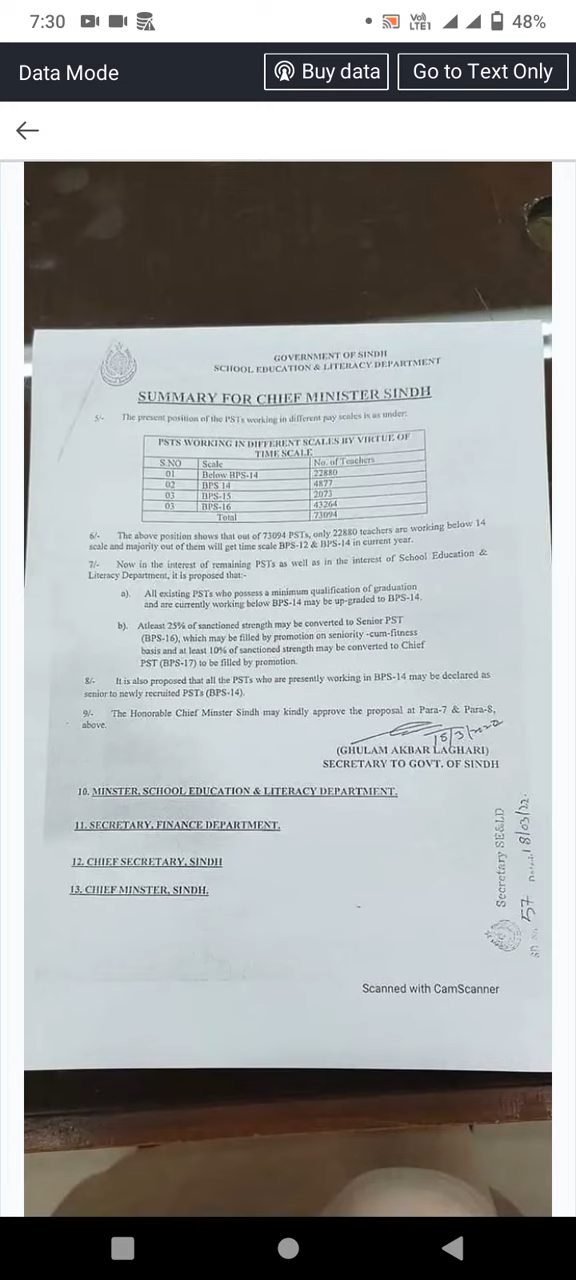 7:30
Vo)
LTE1
48%
Data Mode
Buy data
Go to Text Only
GOVERNMENT OF SINDH
SCHOOL EDUCATION & LITERACY DEPARTMENT
SUMMARY FOR CHIEF MINISTER SINDH
5/- The present position of the PSTs working in different pay scales is as under:
PSTS WORKING IN DIFFERENT SCALES BY VIRTUE OF
TIME SCALE
S.NO Scale No. of Teachers
01 Below BPS-14 22880
02 BPS 14 4877
03 BPS-15 2073
03 BPS-16 43264
Total 73094
6/- The above position shows that out of 73094 PSTs, only 22880 teachers are working below 14
scale and majority out of them will get time scale BPS-12 & BPS-14 in current year.
7/- Now in the interest of remaining PSTs as well as in the interest of School Education &
Literacy Department, it is proposed that:-
a). All existing PSTs who possess a minimum qualification of graduation
and are currently working below BPS-14 may be up-graded to BPS-14.
b). Atleast 25% of sanctioned strength may be converted to Senior PST
(BPS-16), which may be filled by promotion on seniority -cum-fitness
basis and at least 10% of sanctioned strength may be converted to Chief
PST (BPS-17) to be filled by promotion.
8/- It is also proposed that all the PSTs who are presently working in BPS-14 may be declared as
senior to newly recruited PSTs (BPS-14).
9/- The Honorable Chief Minster Sindh may kindly approve the proposal at Para-7 & Para-8,
above.
18/3/2022
(GHULAM AKBAR LAGHARI)
SECRETARY TO GOVT. OF SINDH
10. MINSTER, SCHOOL EDUCATION & LITERACY DEPARTMENT.
11. SECRETARY, FINANCE DEPARTMENT.
12. CHIEF SECRETARY, SINDH
13. CHIEF MINSTER, SINDH.
Secretary SE&LD
57 18/03/22.
Scanned with CamScanner